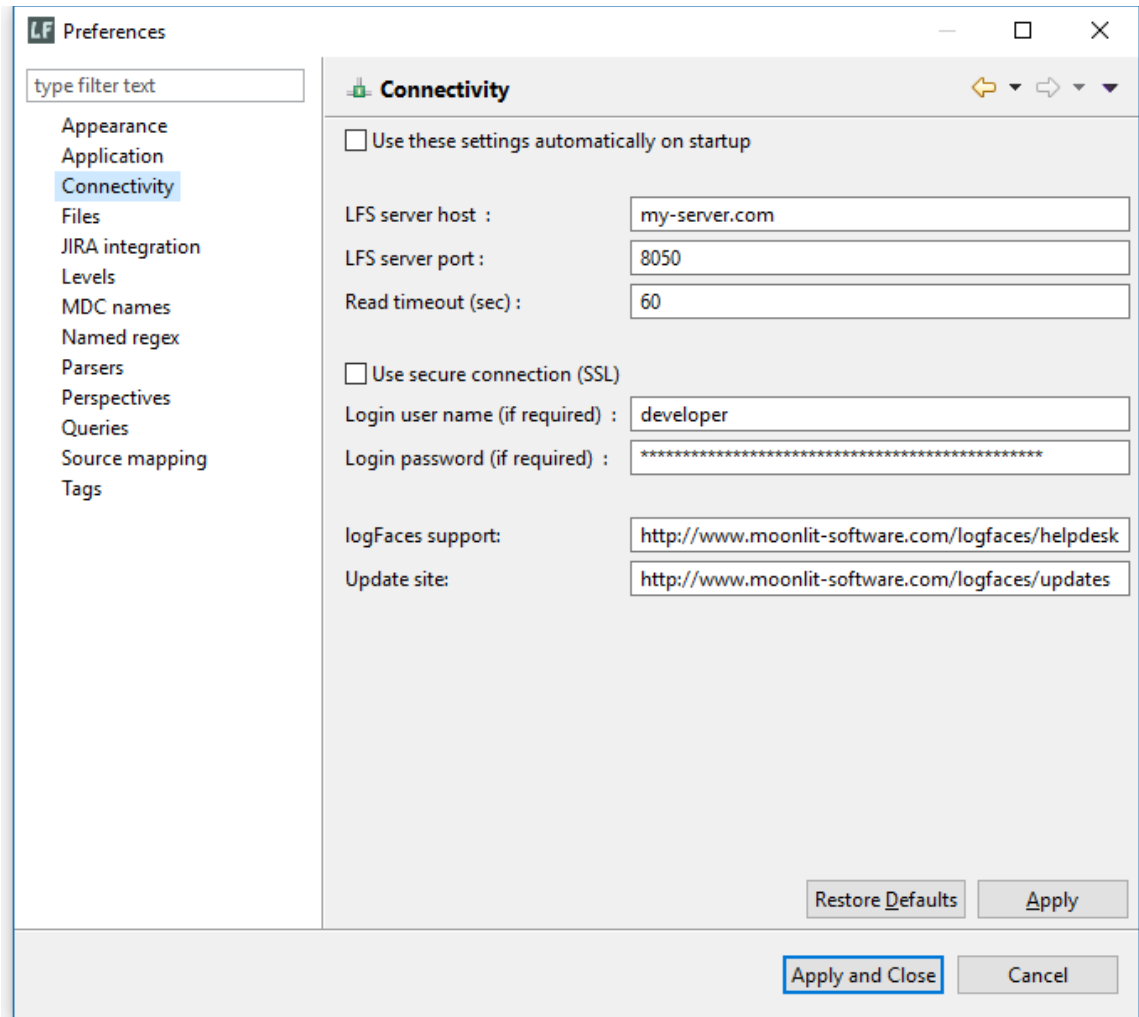 LF Preferences
type filter text
Appearance
Application
Connectivity
Files
JIRA integration
Levels
MDC names
Named regex
Parsers
Perspectives
Queries
Source mapping
Tags
Connectivity
Use these settings automatically on startup
LFS server host : my-server.com
LFS server port : 8050
Read timeout (sec) : 60
Use secure connection (SSL)
Login user name (if required) : developer
Login password (if required) : ************************************************
logFaces support: http://www.moonlit-software.com/logfaces/helpdesk
Update site: http://www.moonlit-software.com/logfaces/updates
Restore Defaults Apply
Apply and Close Cancel